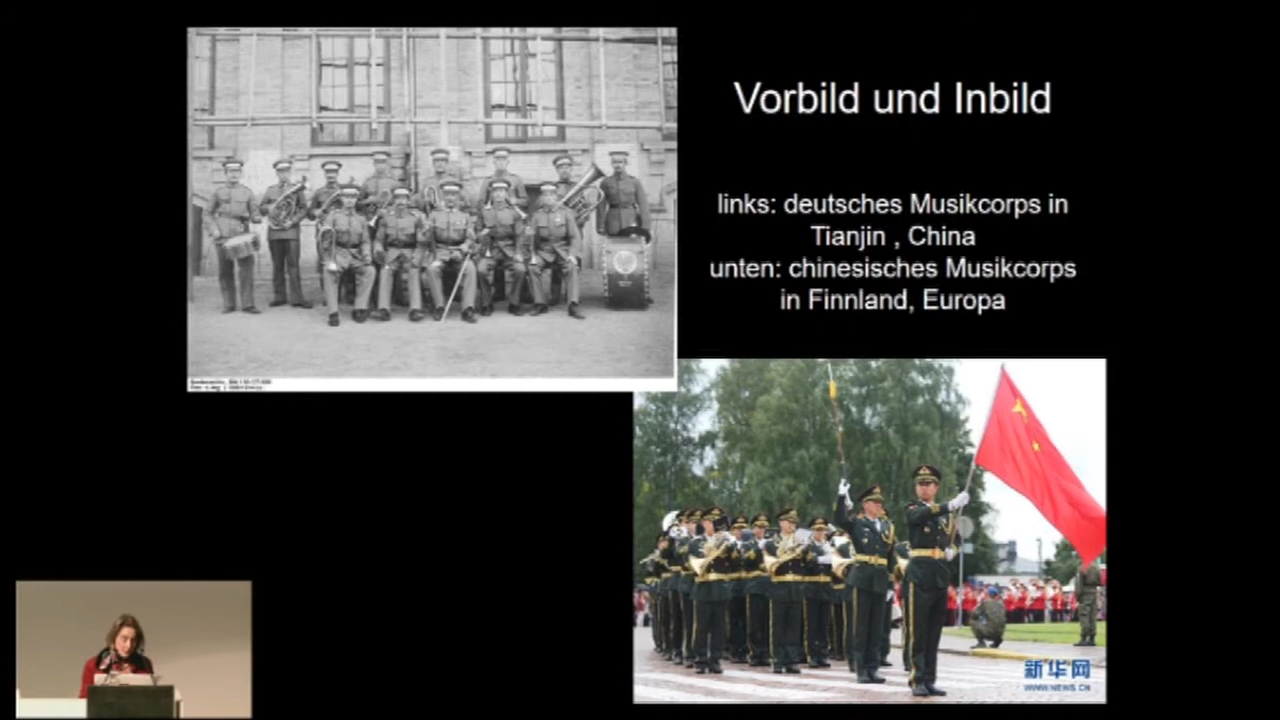 Vorbild und Inbild
links: deutsches Musikcorps in
Tianjin , China
unten: chinesisches Musikcorps
in Finnland, Europa
新华网
WWW.NEWS.CN